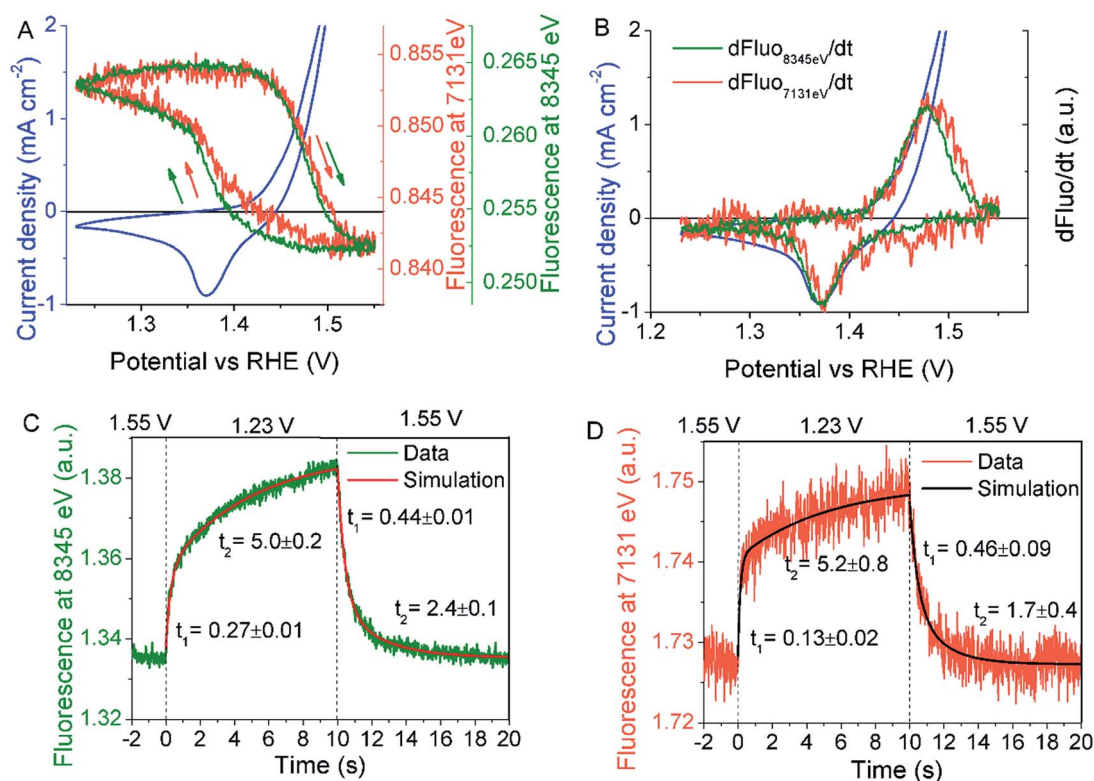 A
Current density (mA cm⁻²)
2
1
0
-1
1.3
1.4
1.5
Potential vs RHE (V)
0.855
0.850
0.845
0.840
Fluorescence at 7131 eV
0.265
0.260
0.255
0.250
Fluorescence at 8345 eV
B
Current density (mA cm⁻²)
2
1
0
-1
dFluo8345eV/dt
dFluo7131eV/dt
dFluo/dt (a.u.)
1.2
1.3
1.4
1.5
Potential vs RHE (V)
C
1.55 V
1.23 V
1.55 V
Fluorescence at 8345 eV (a.u.)
1.38
1.36
1.34
1.32
Data
Simulation
t₁ = 0.44±0.01
t₂ = 5.0±0.2
t₂= 2.4±0.1
t₁ = 0.27±0.01
-2 0 2 4 6 8 10 12 14 16 18 20
Time (s)
D
1.55 V
1.23 V
1.55 V
Fluorescence at 7131 eV (a.u.)
1.75
1.74
1.73
1.72
Data
Simulation
t₁ = 0.46±0.09
t₂= 5.2±0.8
t₂= 1.7±0.4
t₁ = 0.13±0.02
-2 0 2 4 6 8 10 12 14 16 18 20
Time (s)